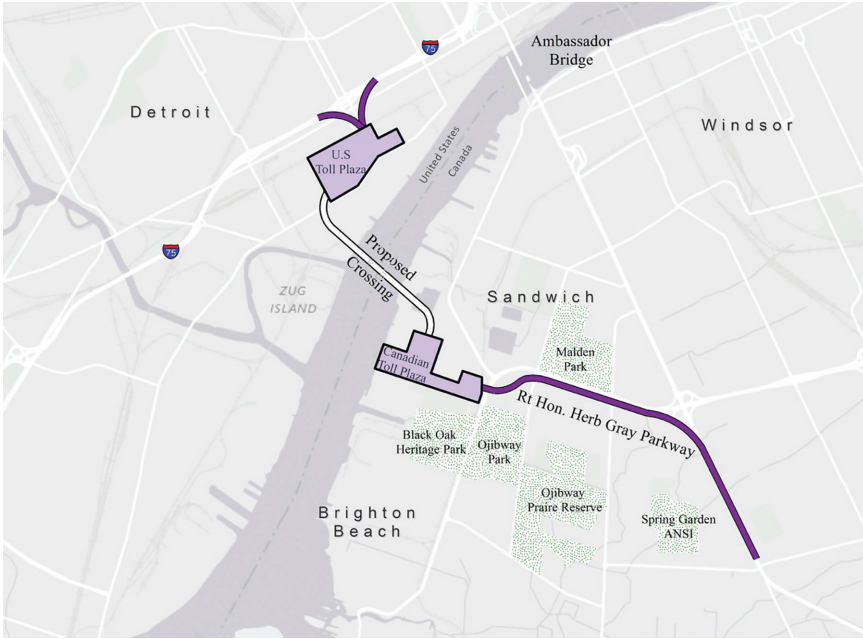 75
Ambassador
Bridge
Detroit
Windsor
U.S
Toll Plaza
United States
Canada
75
Proposed
Crossing
ZUG
ISLAND
Sandwich
Canadian
Toll Plaza
Malden
Park
Rt Hon. Herb Gray Parkway
Black Oak
Heritage Park
Ojibway
Park
Ojibway
Praire Reserve
Spring Garden
ANSI
Brighton
Beach